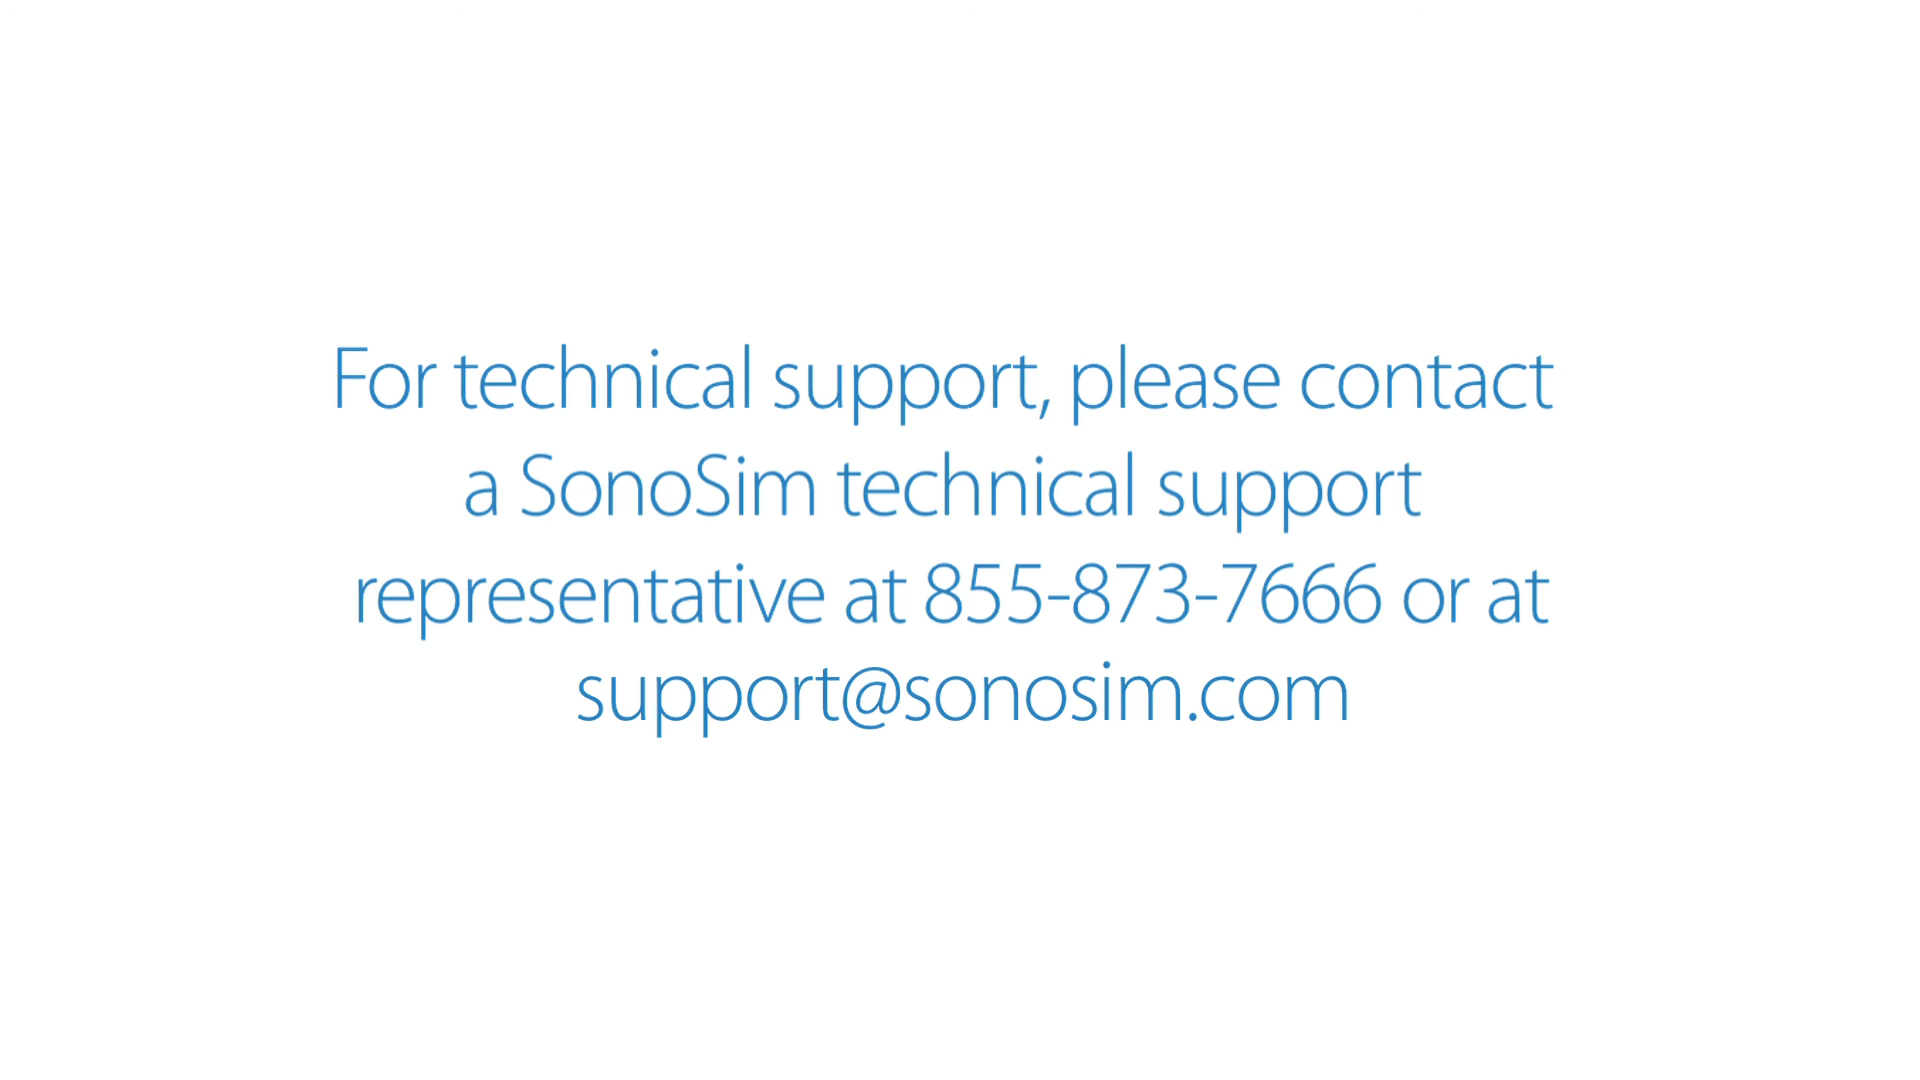 For technical support, please contact
a SonoSim technical support
representative at 855-873-7666 or at
support@sonosim.com